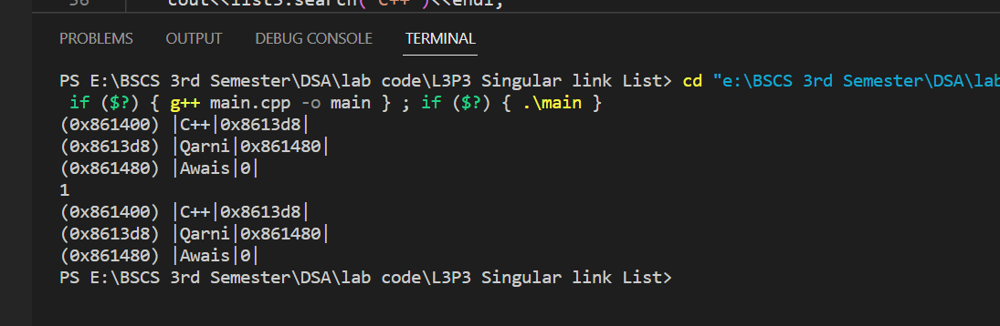 36 cout<<list3.search("C++")<<endl;
PROBLEMS OUTPUT DEBUG CONSOLE TERMINAL
PS E:\BSCS 3rd Semester\DSA\lab code\L3P3 Singular link List> cd "e:\BSCS 3rd Semester\DSA\lab
if ($?) { g++ main.cpp -o main } ; if ($?) { .\main }
(0x861400) |C++|0x8613d8|
(0x8613d8) |Qarni|0x861480|
(0x861480) |Awais|0|
1
(0x861400) |C++|0x8613d8|
(0x8613d8) |Qarni|0x861480|
(0x861480) |Awais|0|
PS E:\BSCS 3rd Semester\DSA\lab code\L3P3 Singular link List>